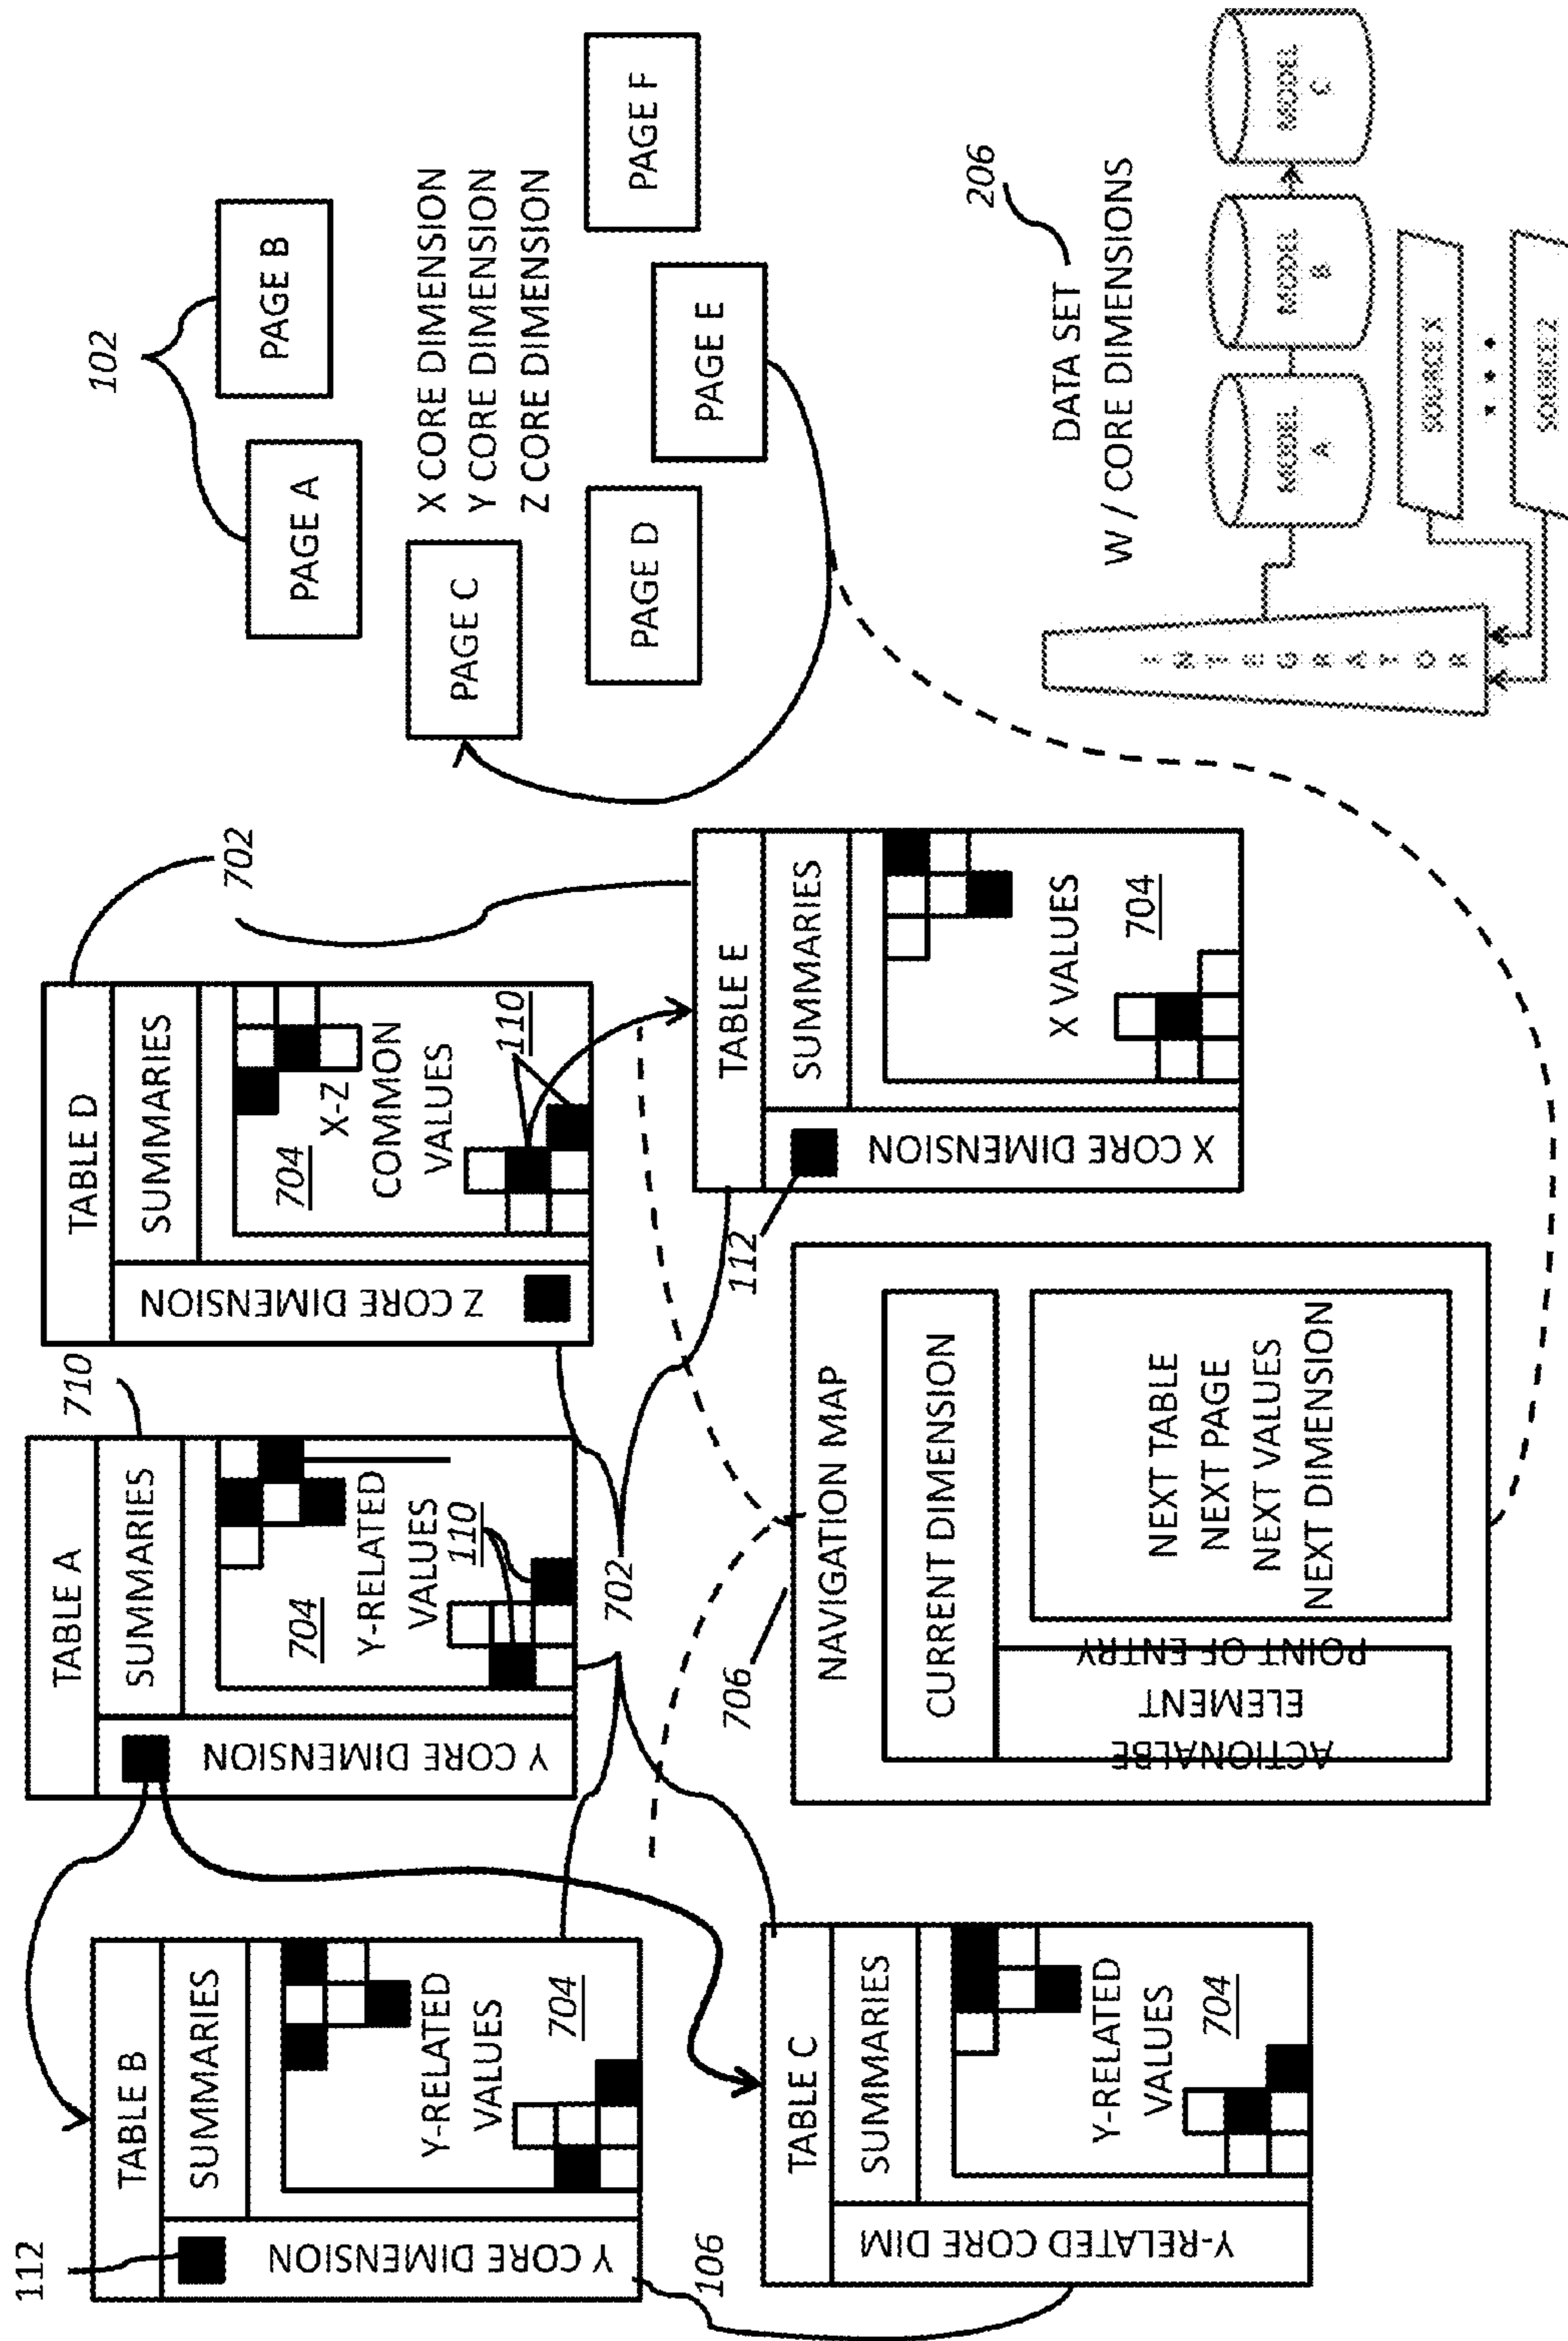 112
TABLE B
SUMMARIES
Y CORE DIMENSION
Y-RELATED
VALUES
704
106
TABLE C
SUMMARIES
Y-RELATED CORE DIM
Y-RELATED
VALUES
704
TABLE A
710
SUMMARIES
Y CORE DIMENSION
704
Y-RELATED
VALUES
110
702
TABLE D
702
SUMMARIES
Z CORE DIMENSION
704
X-Z
COMMON
VALUES
110
706
NAVIGATION MAP
CURRENT DIMENSION
ACTIONALBE
ELEMENT
POINT OF ENTRY
NEXT TABLE
NEXT PAGE
NEXT VALUES
NEXT DIMENSION
112
TABLE E
SUMMARIES
X CORE DIMENSION
X VALUES
704
102
PAGE A
PAGE B
PAGE C
X CORE DIMENSION
Y CORE DIMENSION
Z CORE DIMENSION
PAGE D
PAGE E
PAGE F
206
DATA SET
W / CORE DIMENSIONS
INTEGRATOR
MODEL
A
MODEL
B
MODEL
C
SOURCE X
SOURCE Z